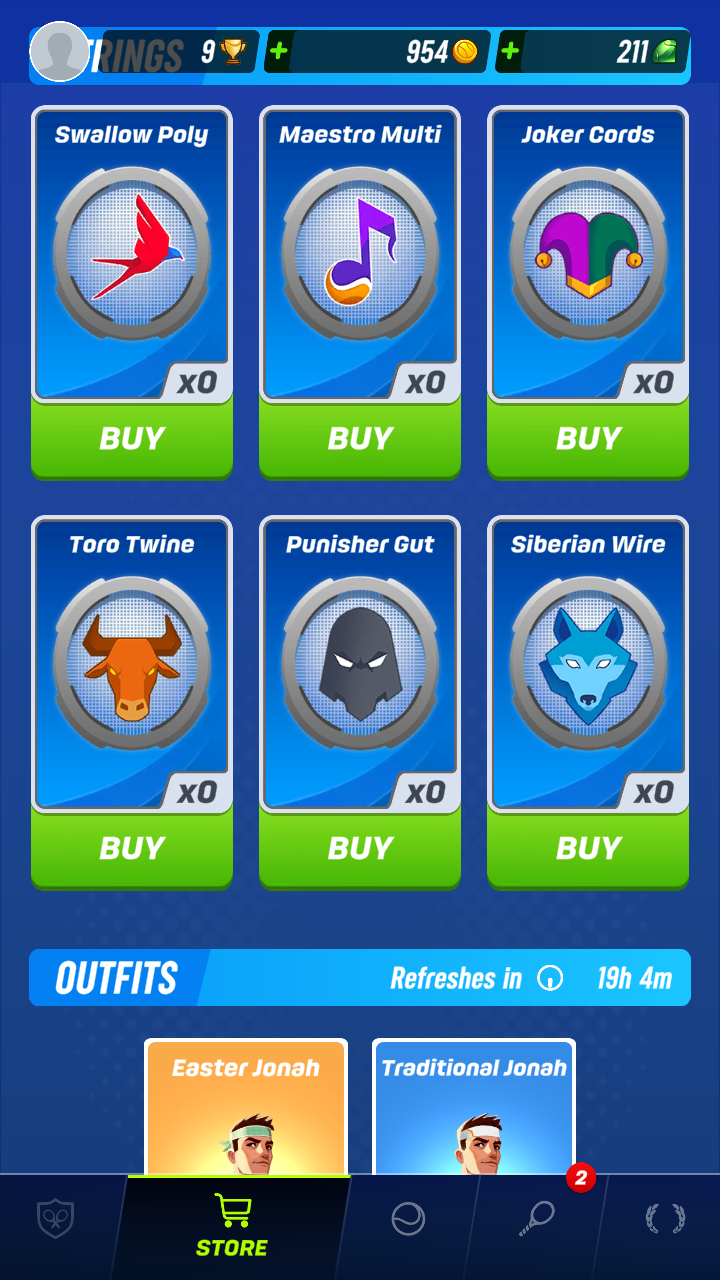 9
+
954
+
211
Swallow Poly
Maestro Multi
Joker Cords
x0
x0
x0
BUY
BUY
BUY
Toro Twine
Punisher Gut
Siberian Wire
x0
x0
x0
BUY
BUY
BUY
OUTFITS
Refreshes in
19h 4m
Easter Jonah
Traditional Jonah
2
STORE